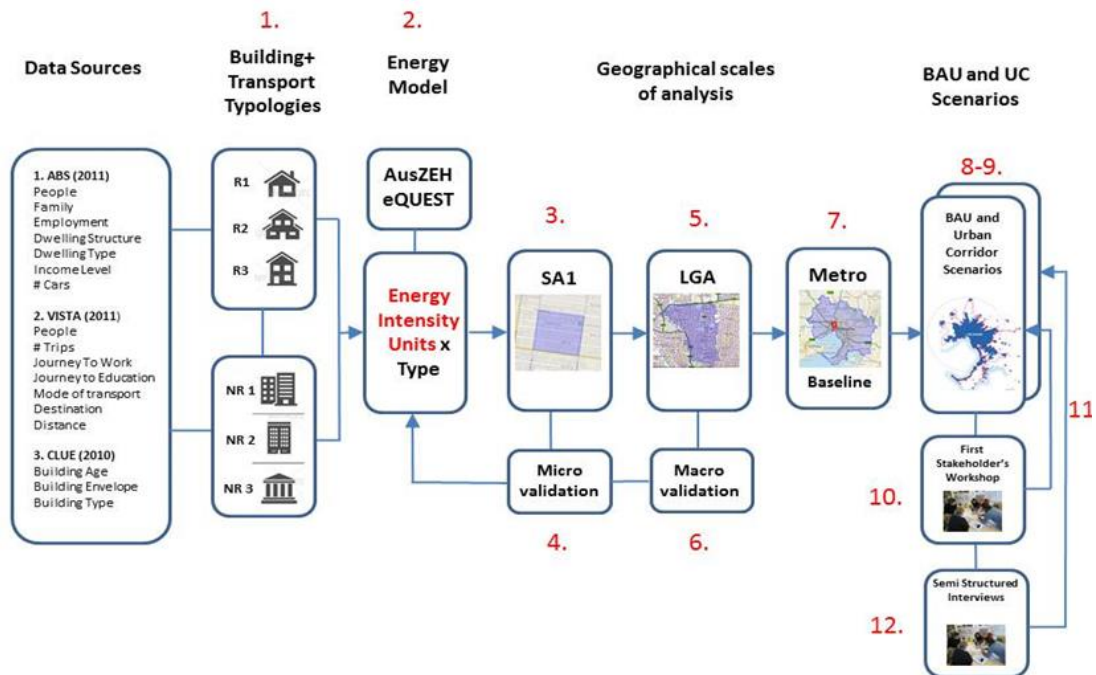 1.
2.
Data Sources
Building+
Transport
Typologies
Energy
Model
Geographical scales
of analysis
BAU and UC
Scenarios
1. ABS (2011)
People
Family
Employment
Dwelling Structure
Dwelling Type
Income Level
# Cars
2. VISTA (2011)
People
# Trips
Journey To Work
Journey to Education
Mode of transport
Destination
Distance
3. CLUE (2010)
Building Age
Building Envelope
Building Type
R1
R2
R3
NR 1
NR 2
NR 3
AusZEH
eQUEST
Energy
Intensity
Units x
Type
3.
SA1
5.
LGA
7.
Metro
Baseline
Micro
validation
4.
Macro
validation
6.
8-9.
BAU and
Urban
Corridor
Scenarios
11.
First
Stakeholder's
Workshop
10.
Semi Structured
Interviews
12.